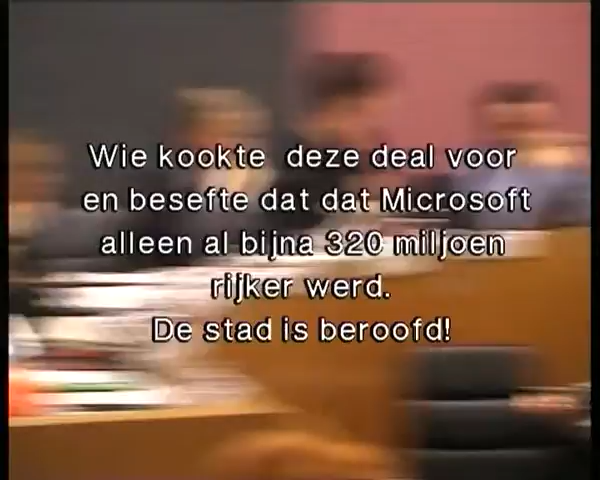 Wie kookte deze deal voor
en besefte dat dat Microsoft
alleen al bijna 320 miljoen
rijker werd.
De stad is beroofd!